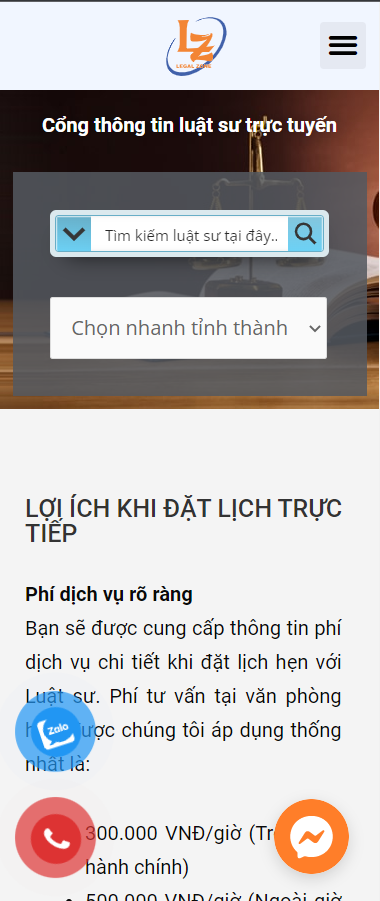 LZ
LEGAL ZONE
Cổng thông tin luật sư trực tuyến
Tìm kiếm luật sư tại đây..
Chọn nhanh tỉnh thành
LỢI ÍCH KHI ĐẶT LỊCH TRỰC
TIẾP
Phí dịch vụ rõ ràng
Bạn sẽ được cung cấp thông tin phí
dịch vụ chi tiết khi đặt lịch hẹn với
Luật sư. Phí tư vấn tại văn phòng
được chúng tôi áp dụng thống
nhất là:
Zalo
300.000 VNĐ/giờ
hành chính)
500.000 VNĐ/giờ (Ngoài giờ